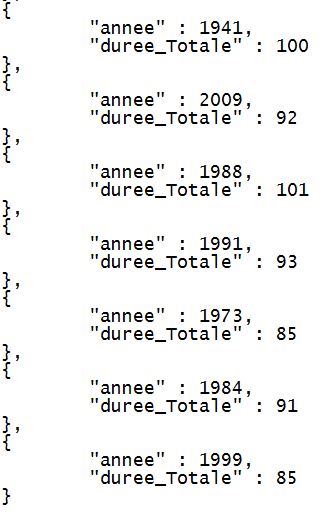 {
"annee" : 1941,
"duree_Totale" : 100
},
{
"annee" : 2009,
"duree_Totale" : 92
},
{
"annee" : 1988,
"duree_Totale" : 101
},
{
"annee" : 1991,
"duree_Totale" : 93
},
{
"annee" : 1973,
"duree_Totale" : 85
},
{
"annee" : 1984,
"duree_Totale" : 91
},
{
"annee" : 1999,
"duree_Totale" : 85
}